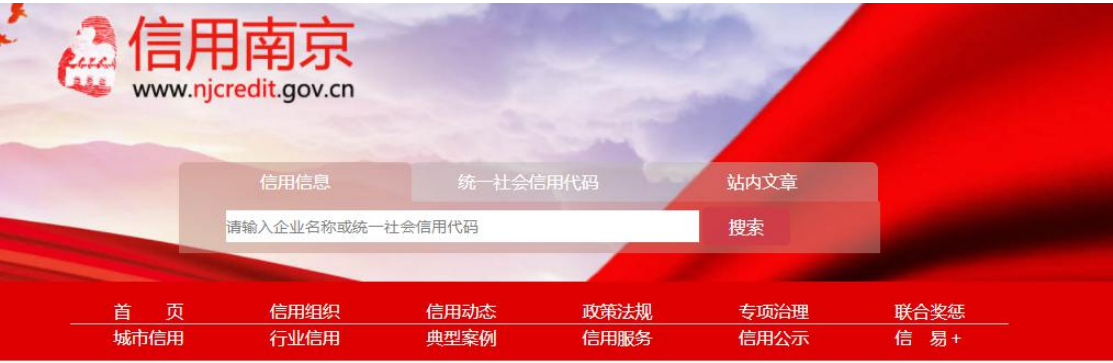 信用南京
www.njcredit.gov.cn
信用信息 统一社会信用代码 站内文章
请输入企业名称或统一社会信用代码 搜索
首 页 信用组织 信用动态 政策法规 专项治理 联合奖惩
城市信用 行业信用 典型案例 信用服务 信用公示 信 易+